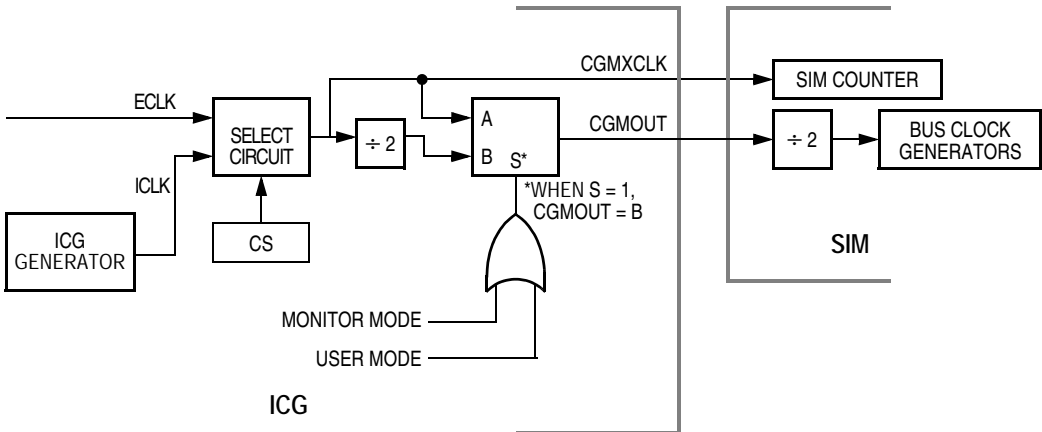 CGMXCLK
SIM COUNTER
ECLK
SELECT
CIRCUIT
÷ 2
A
B
S*
CGMOUT
÷ 2
BUS CLOCK
GENERATORS
ICLK
*WHEN S = 1,
CGMOUT = B
ICG
GENERATOR
CS
SIM
MONITOR MODE
USER MODE
ICG